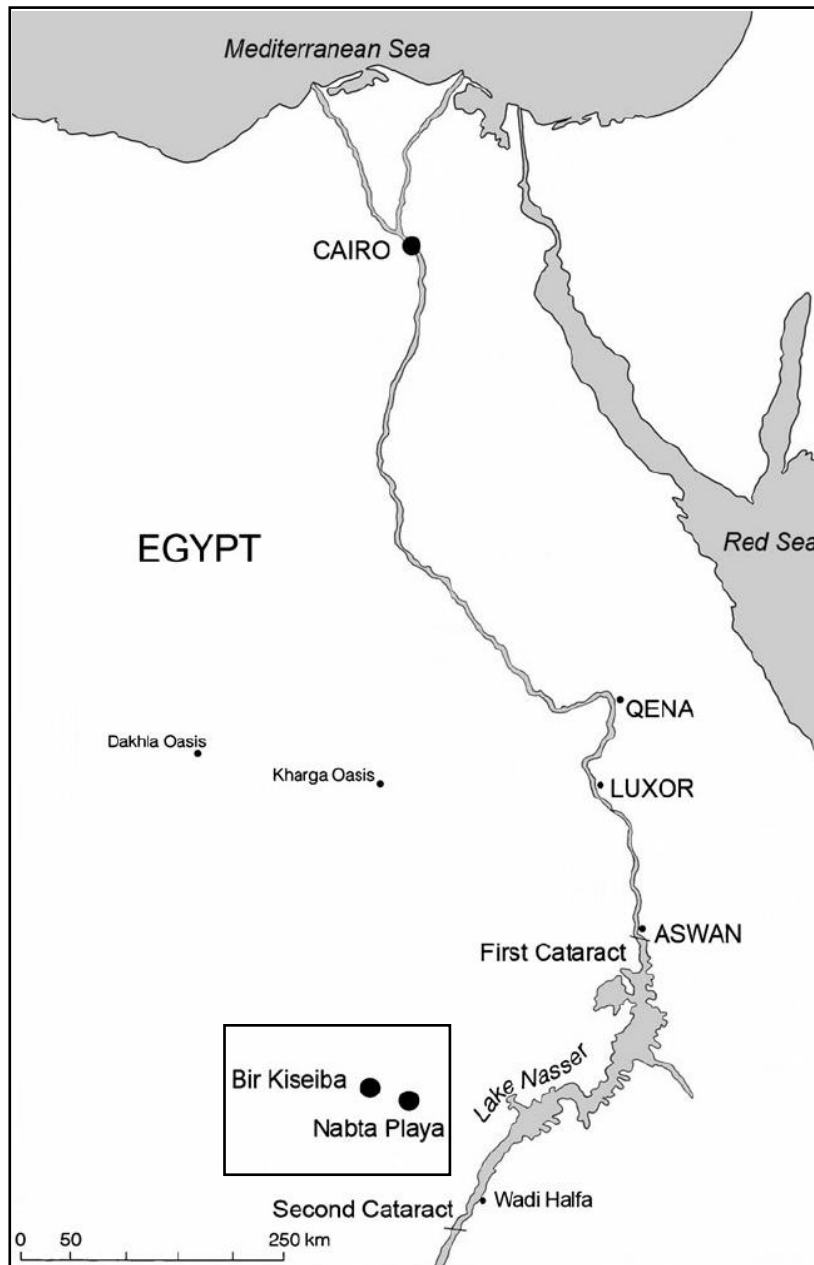 Mediterranean Sea
CAIRO
EGYPT
Red Sea
QENA
Dakhla Oasis
Kharga Oasis
LUXOR
ASWAN
First Cataract
Lake Nasser
Bir Kiseiba
Nabta Playa
Wadi Halfa
Second Cataract
0 50 250 km